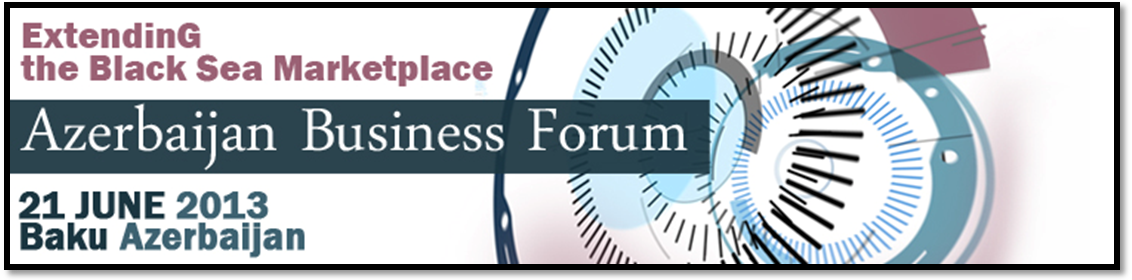 ExtendinG
the Black Sea Marketplace
Azerbaijan Business Forum
21 JUNE 2013
Baku Azerbaijan